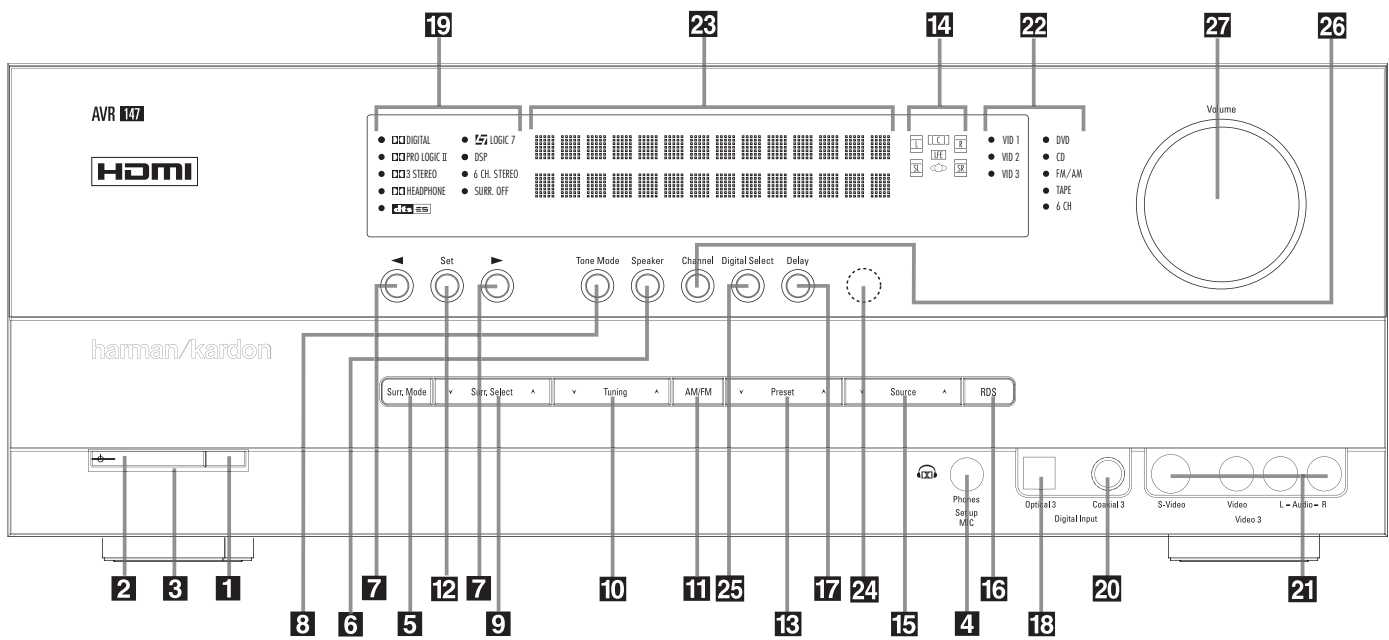 19 23 14 22 27 26
AVR 147
HDMI
DIGITAL
PRO LOGIC II
3 STEREO
HEADPHONE
dts ES
LOGIC 7
DSP
6 CH. STEREO
SURR. OFF
L C R
LFE
SL SR
VID 1
VID 2
VID 3
DVD
CD
FM/AM
TAPE
6 CH
Volume
Set
Tone Mode Speaker Channel Digital Select Delay
harman/kardon
Surr. Mode Surr. Select Tuning AM/FM Preset Source RDS
Phones
Set up
MIC
Optical 3 Coaxial 3
Digital Input
S-Video Video L – Audio – R
Video 3
2 3 1 7 12 7 10 11 25 17 24 16 20 21
8 6 5 9 13 15 4 18